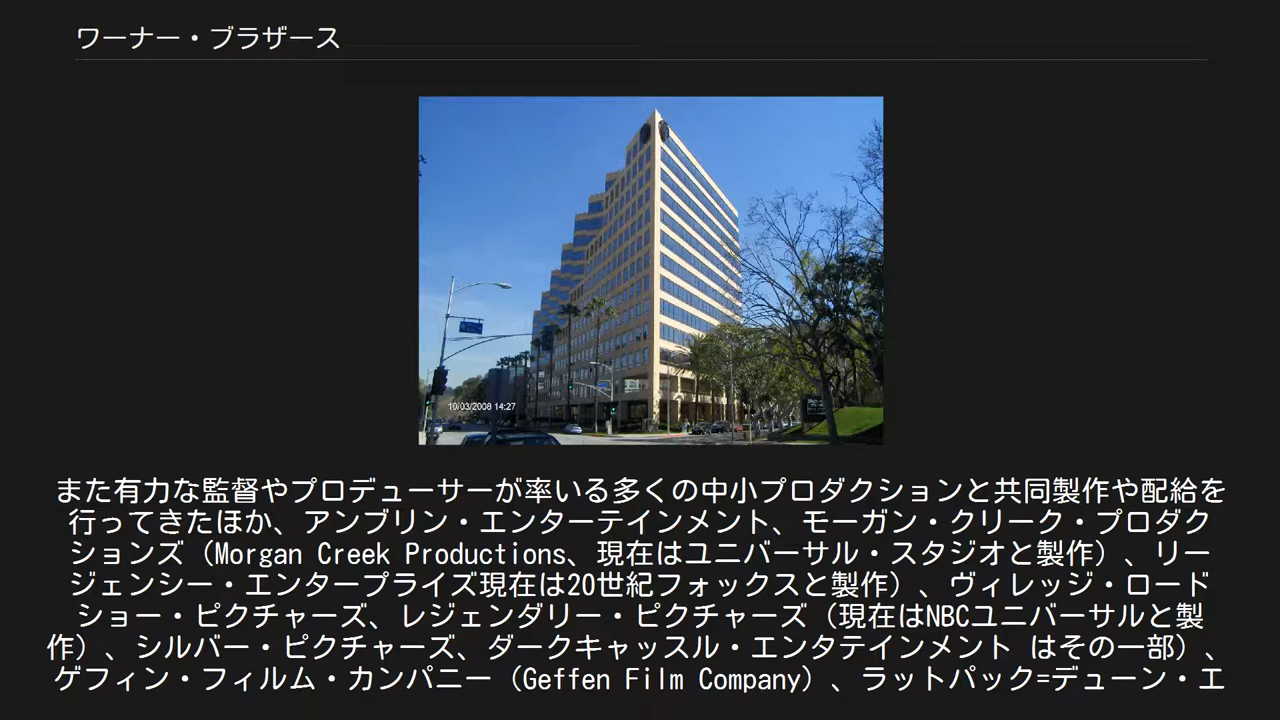 ワーナー・ブラザース
10/03/2008 14:27
また有力な監督やプロデューサーが率いる多くの中小プロダクションと共同製作や配給を
行ってきたほか、アンブリン・エンターテインメント、モーガン・クリーク・プロダク
ションズ（Morgan Creek Productions、現在はユニバーサル・スタジオと製作）、リー
ジェンシー・エンタープライズ現在は20世紀フォックスと製作）、ヴィレッジ・ロード
ショー・ピクチャーズ、レジェンダリー・ピクチャーズ（現在はNBCユニバーサルと製
作）、シルバー・ピクチャーズ、ダークキャッスル・エンタテインメント はその一部）、
ゲフィン・フィルム・カンパニー（Geffen Film Company）、ラットパック=デューン・エ